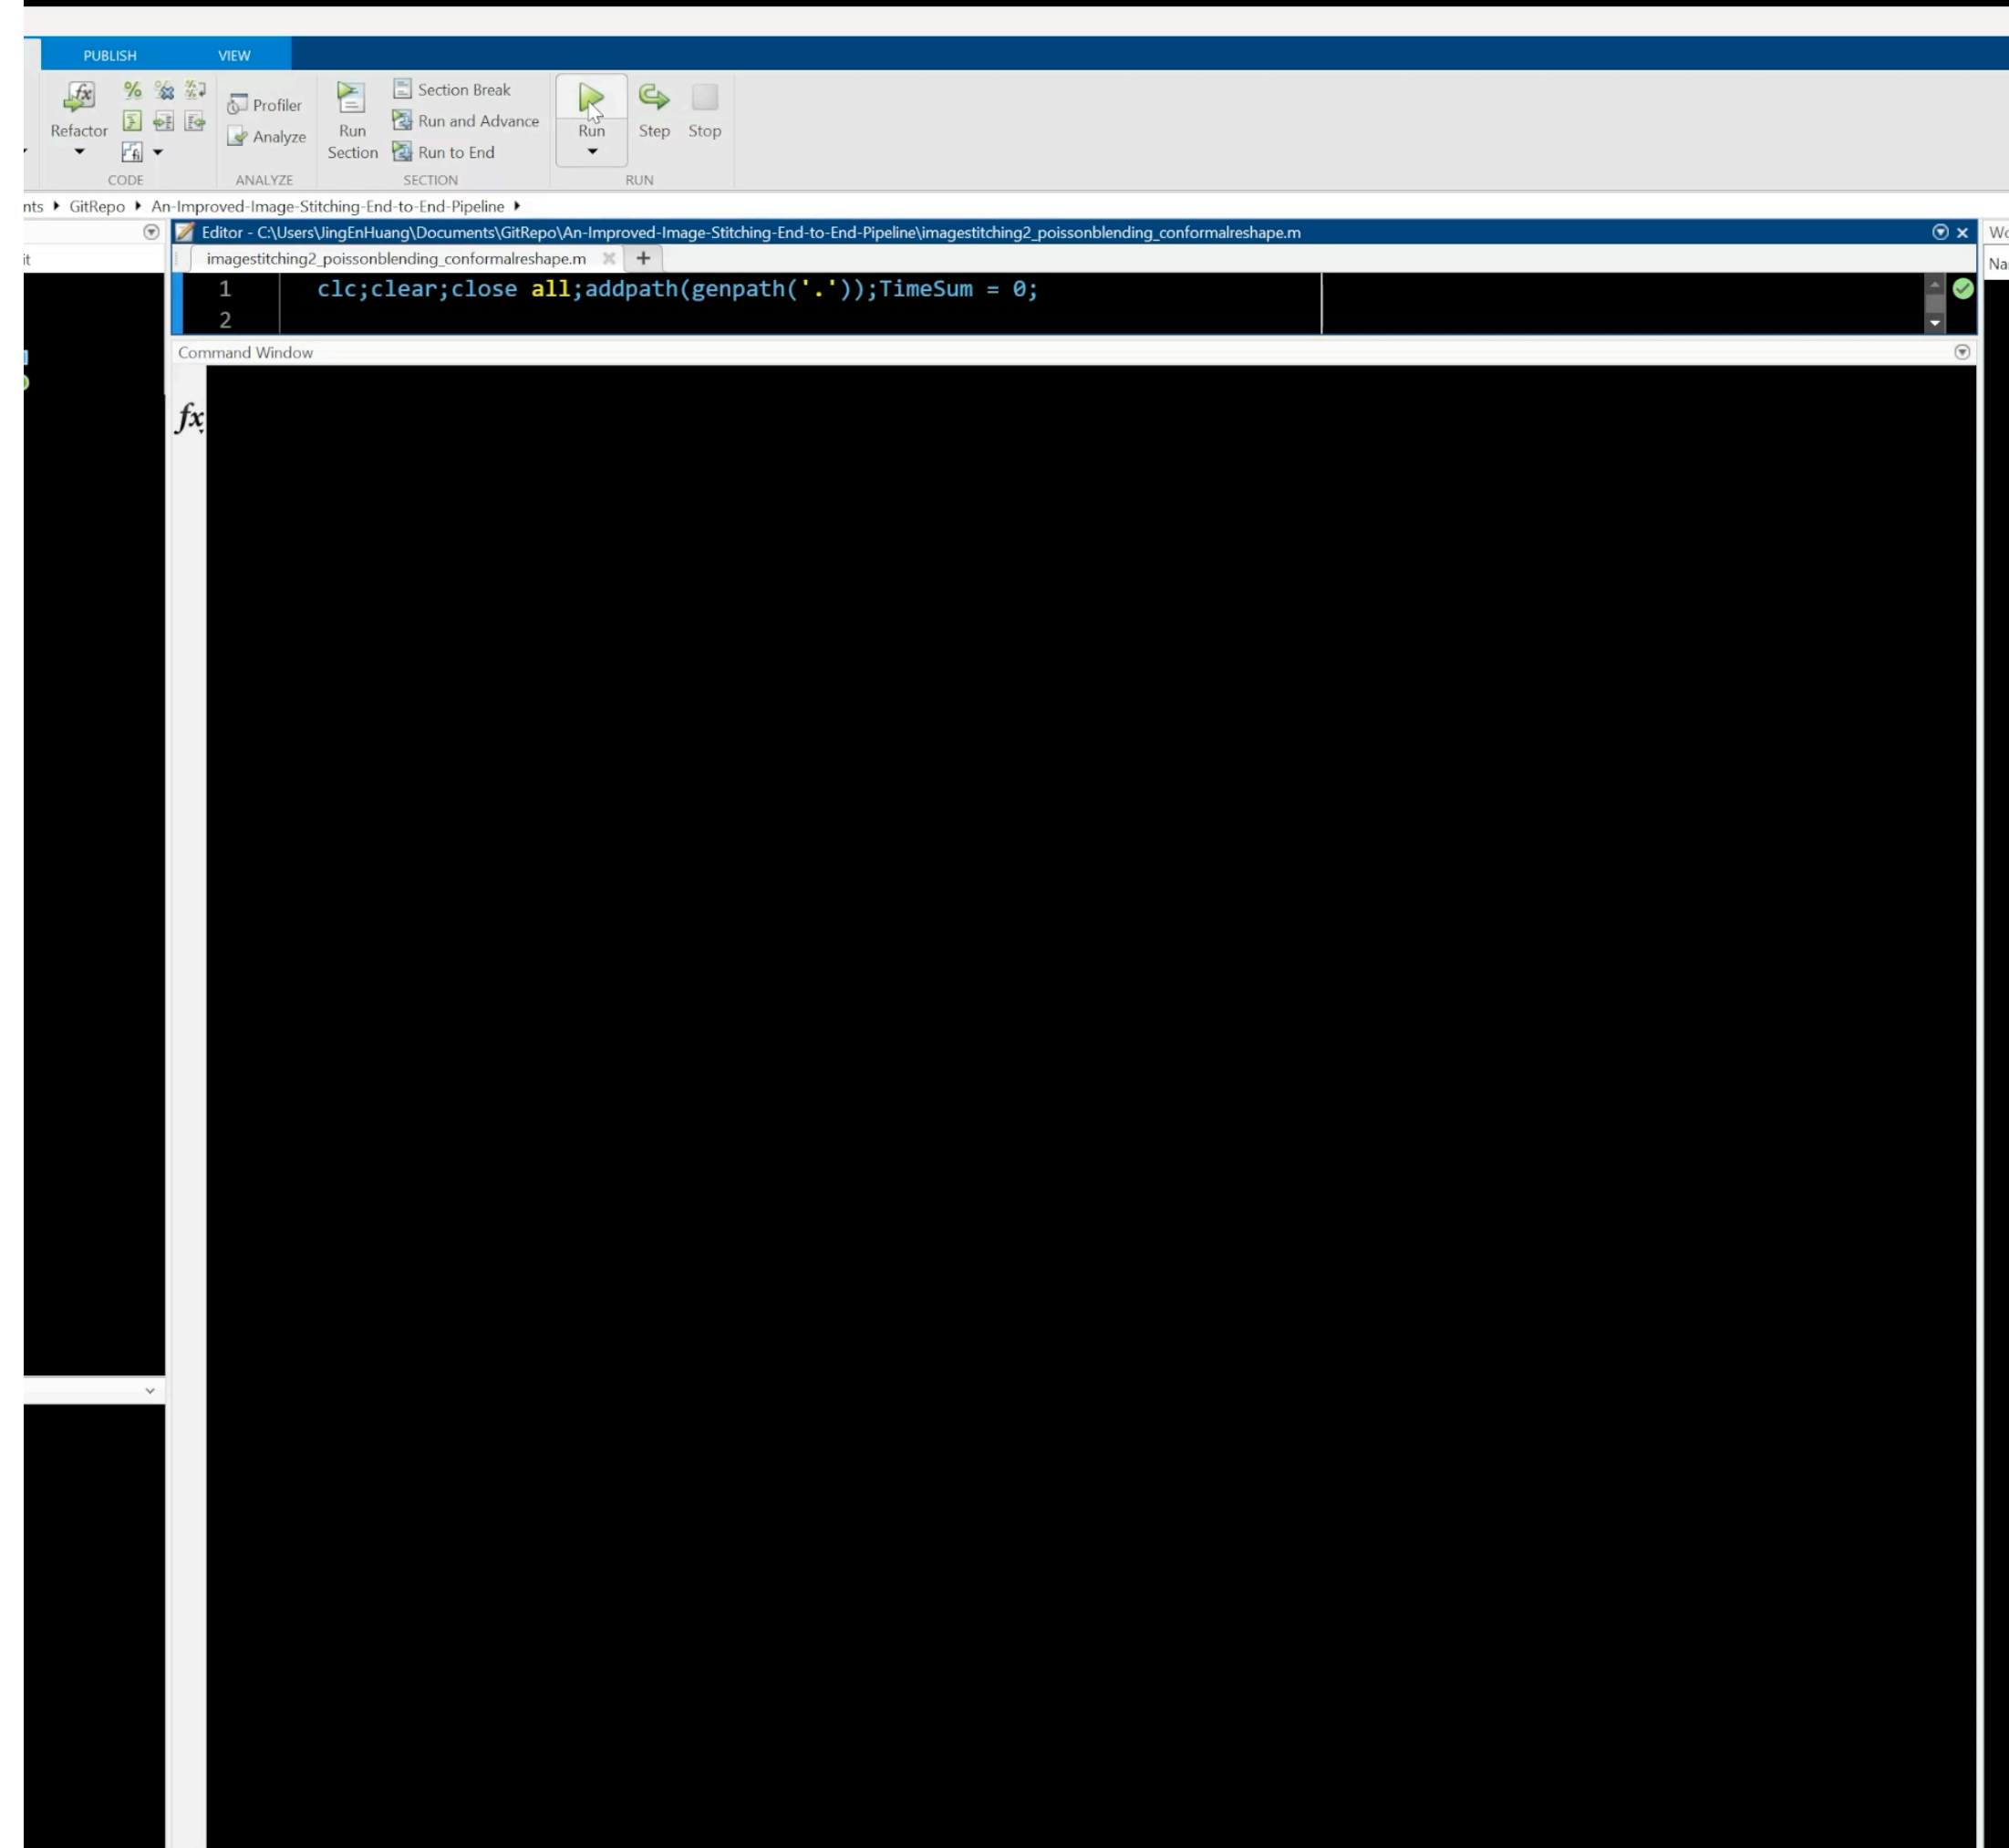 PUBLISH VIEW
Refactor
Profiler
Analyze
Run Section
Section Break
Run and Advance
Run to End
Run
Step
Stop
CODE ANALYZE SECTION RUN
nts GitRepo An-Improved-Image-Stitching-End-to-End-Pipeline
Editor - C:\Users\JingEnHuang\Documents\GitRepo\An-Improved-Image-Stitching-End-to-End-Pipeline\imagestitching2_poissonblending_conformalreshape.m
imagestitching2_poissonblending_conformalreshape.m
1 clc;clear;close all;addpath(genpath('.'));TimeSum = 0;
2
Command Window
fx